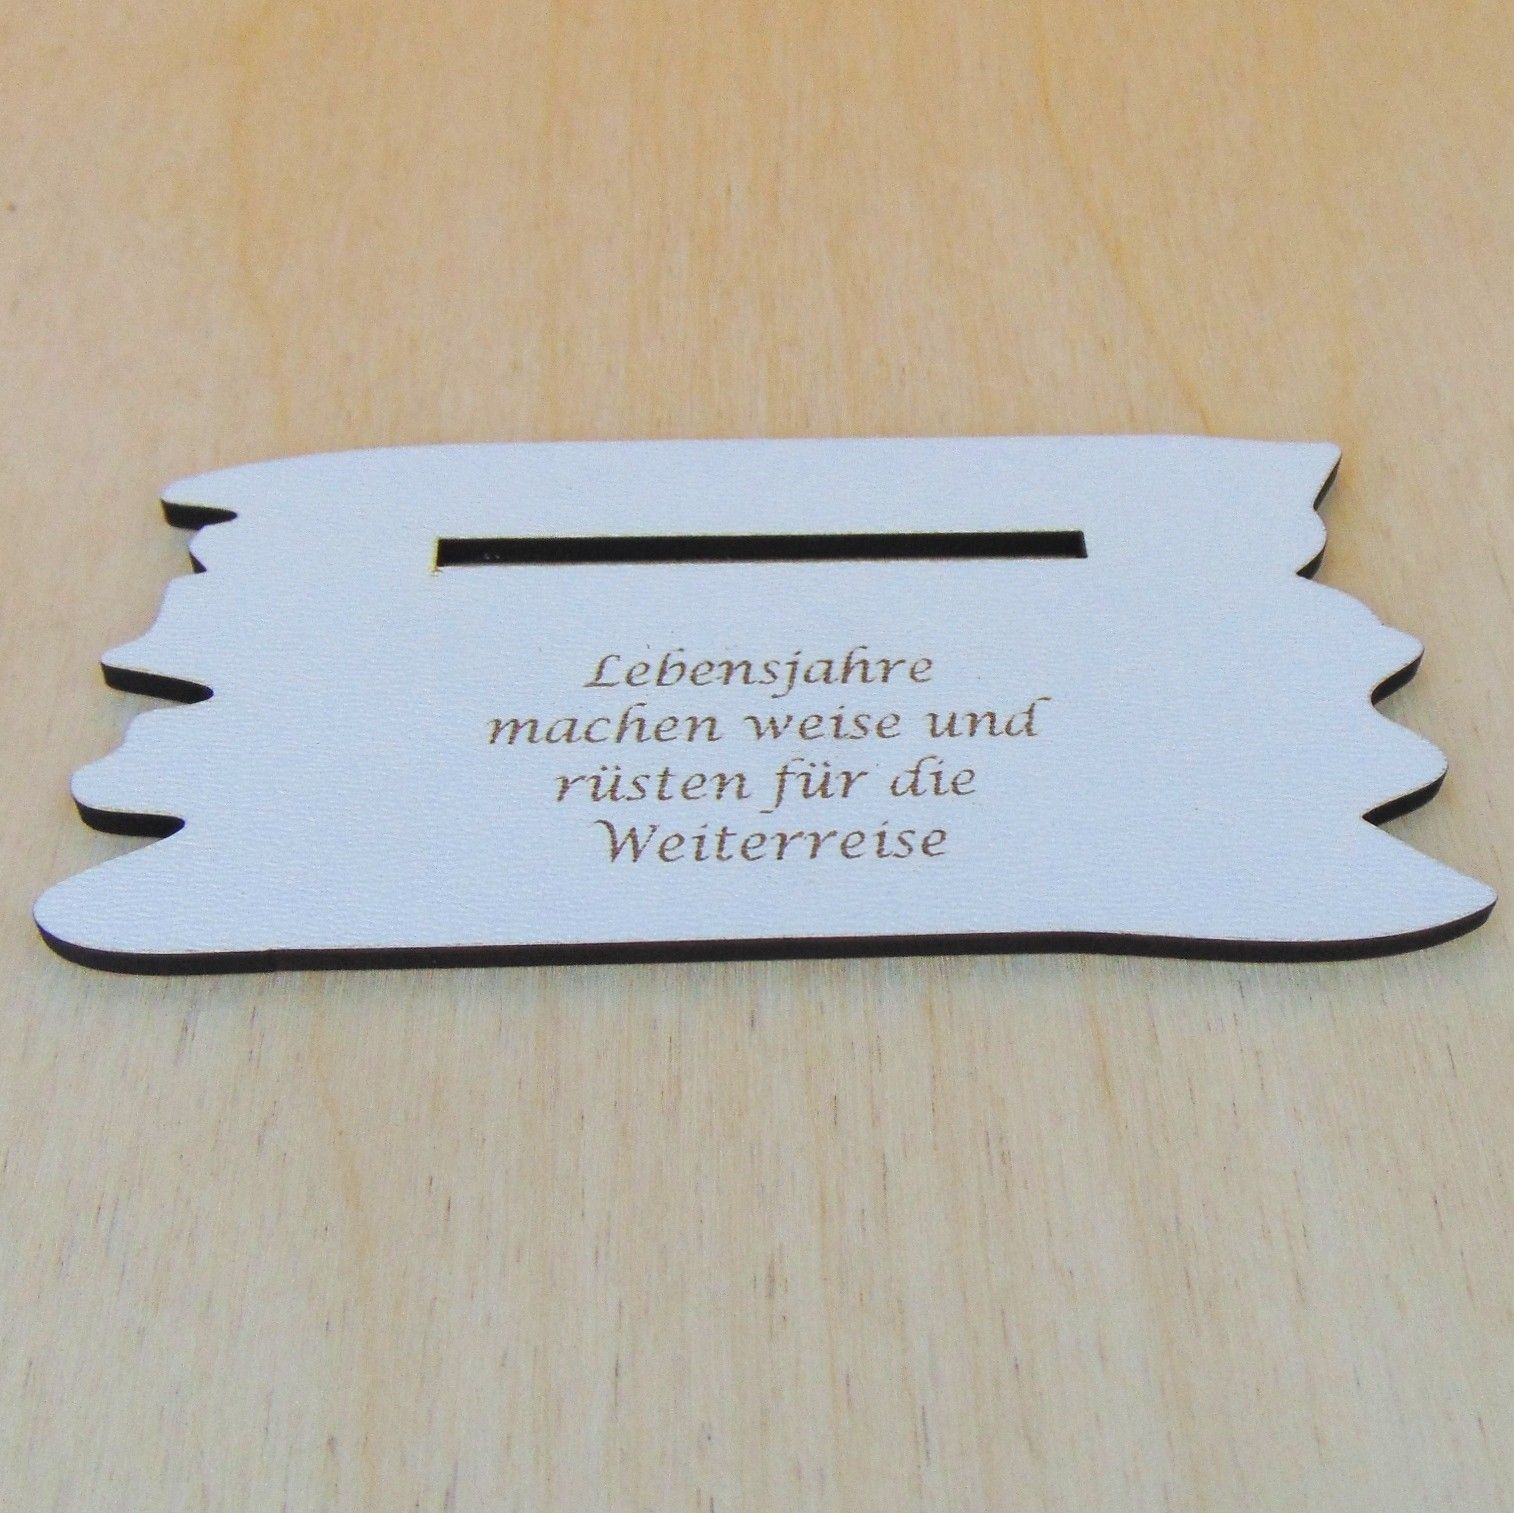 Lebensjahre
machen weise und
rüsten für die
Weiterreise